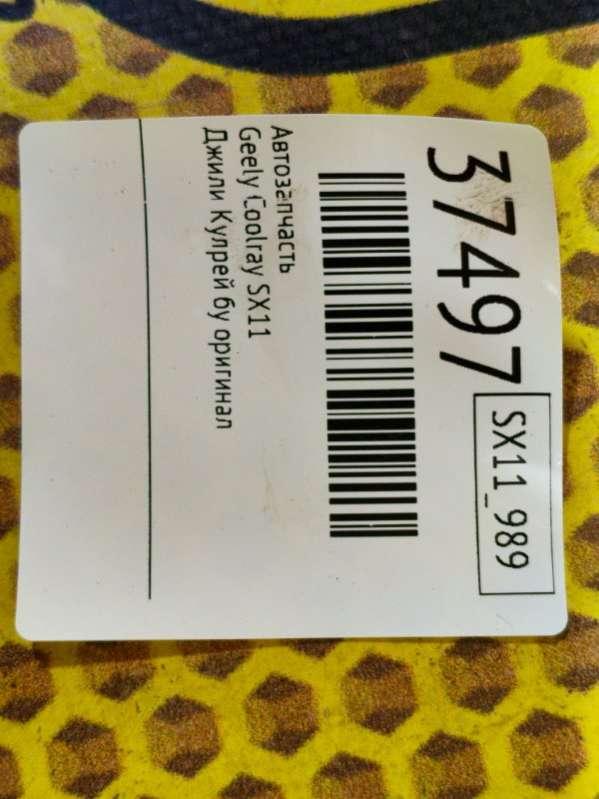 37497
SX11_989
Автозапчасть
Geely Coolray SX11
Джили Кулрей бу оригинал